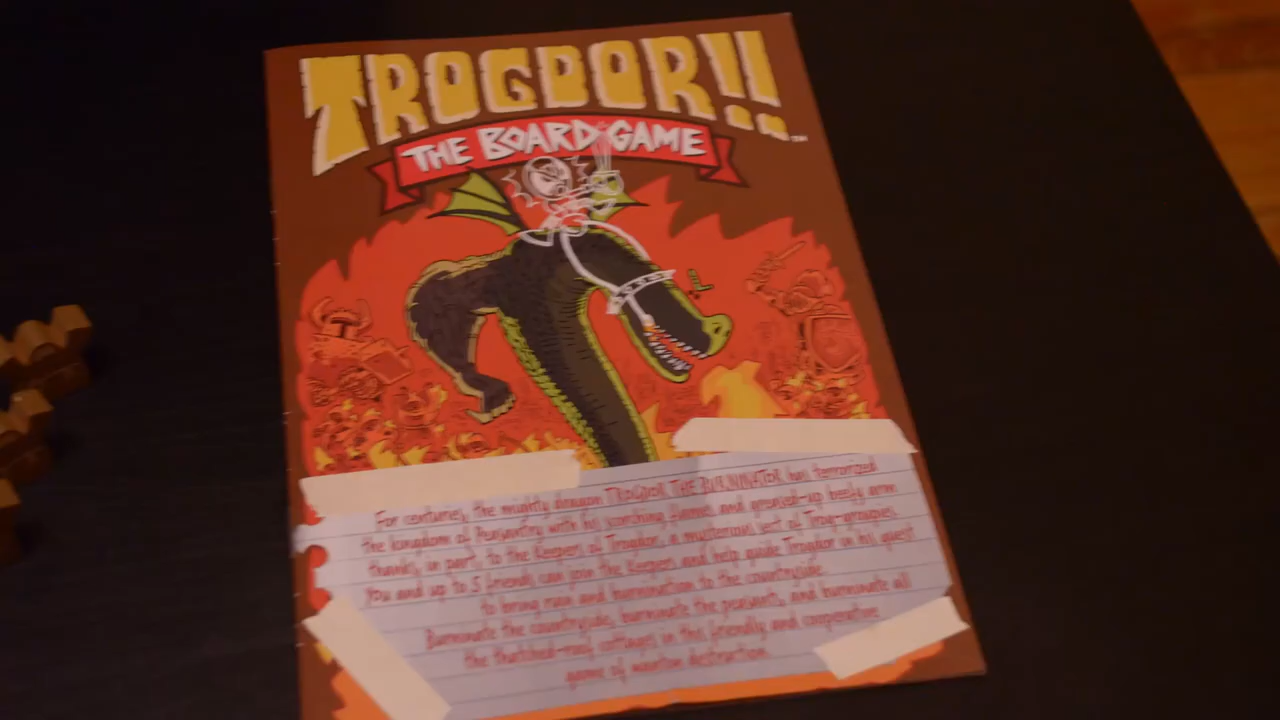 TROGDOR!!
THE BOARD GAME
TM
For centuries, the mighty dragon TROGDOR THE BURNINATOR has terrorized
the kingdom of Peasantry with his scorching flames and greased-up beefy arm
thanks, in part, to the Keepers of Trogdor, a mysterious sect of Trog-groupies.
You and up to 5 friends can join the Keepers and help guide Trogdor in his quest
to bring ruin and burnination to the countryside.
Burninate the countryside, burninate the peasants, and burninate all
the thatched-roof cottages in this friendly and cooperative
game of wanton destruction.